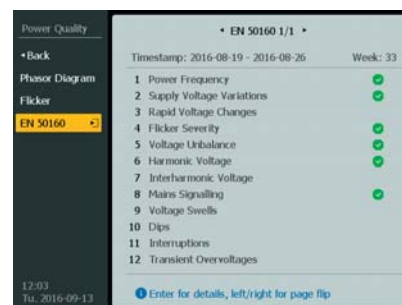 Power Quality
◂Back
Phasor Diagram
Flicker
EN 50160
12:03
Tu. 2016-09-13
◂ EN 50160 1/1 ▸
Timestamp: 2016-08-19 - 2016-08-26 Week: 33
1 Power Frequency
2 Supply Voltage Variations
3 Rapid Voltage Changes
4 Flicker Severity
5 Voltage Unbalance
6 Harmonic Voltage
7 Interharmonic Voltage
8 Mains Signalling
9 Voltage Swells
10 Dips
11 Interruptions
12 Transient Overvoltages
Enter for details, left/right for page flip